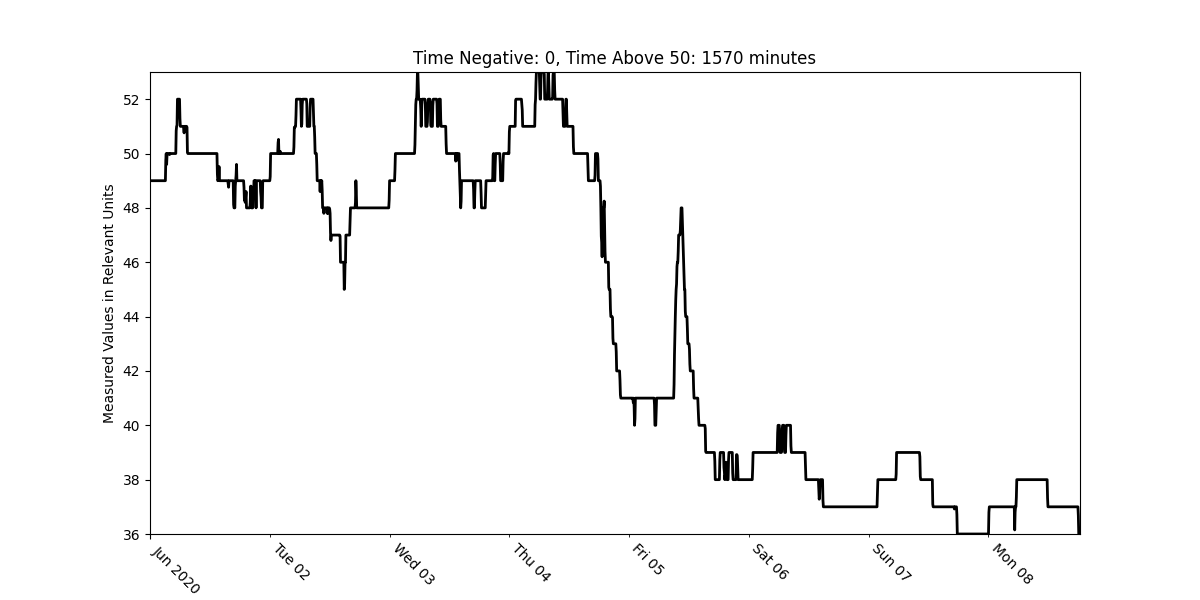 Time Negative: 0, Time Above 50: 1570 minutes
Measured Values in Relevant Units
52
50
48
46
44
42
40
38
36
Jun 2020
Tue 02
Wed 03
Thu 04
Fri 05
Sat 06
Sun 07
Mon 08